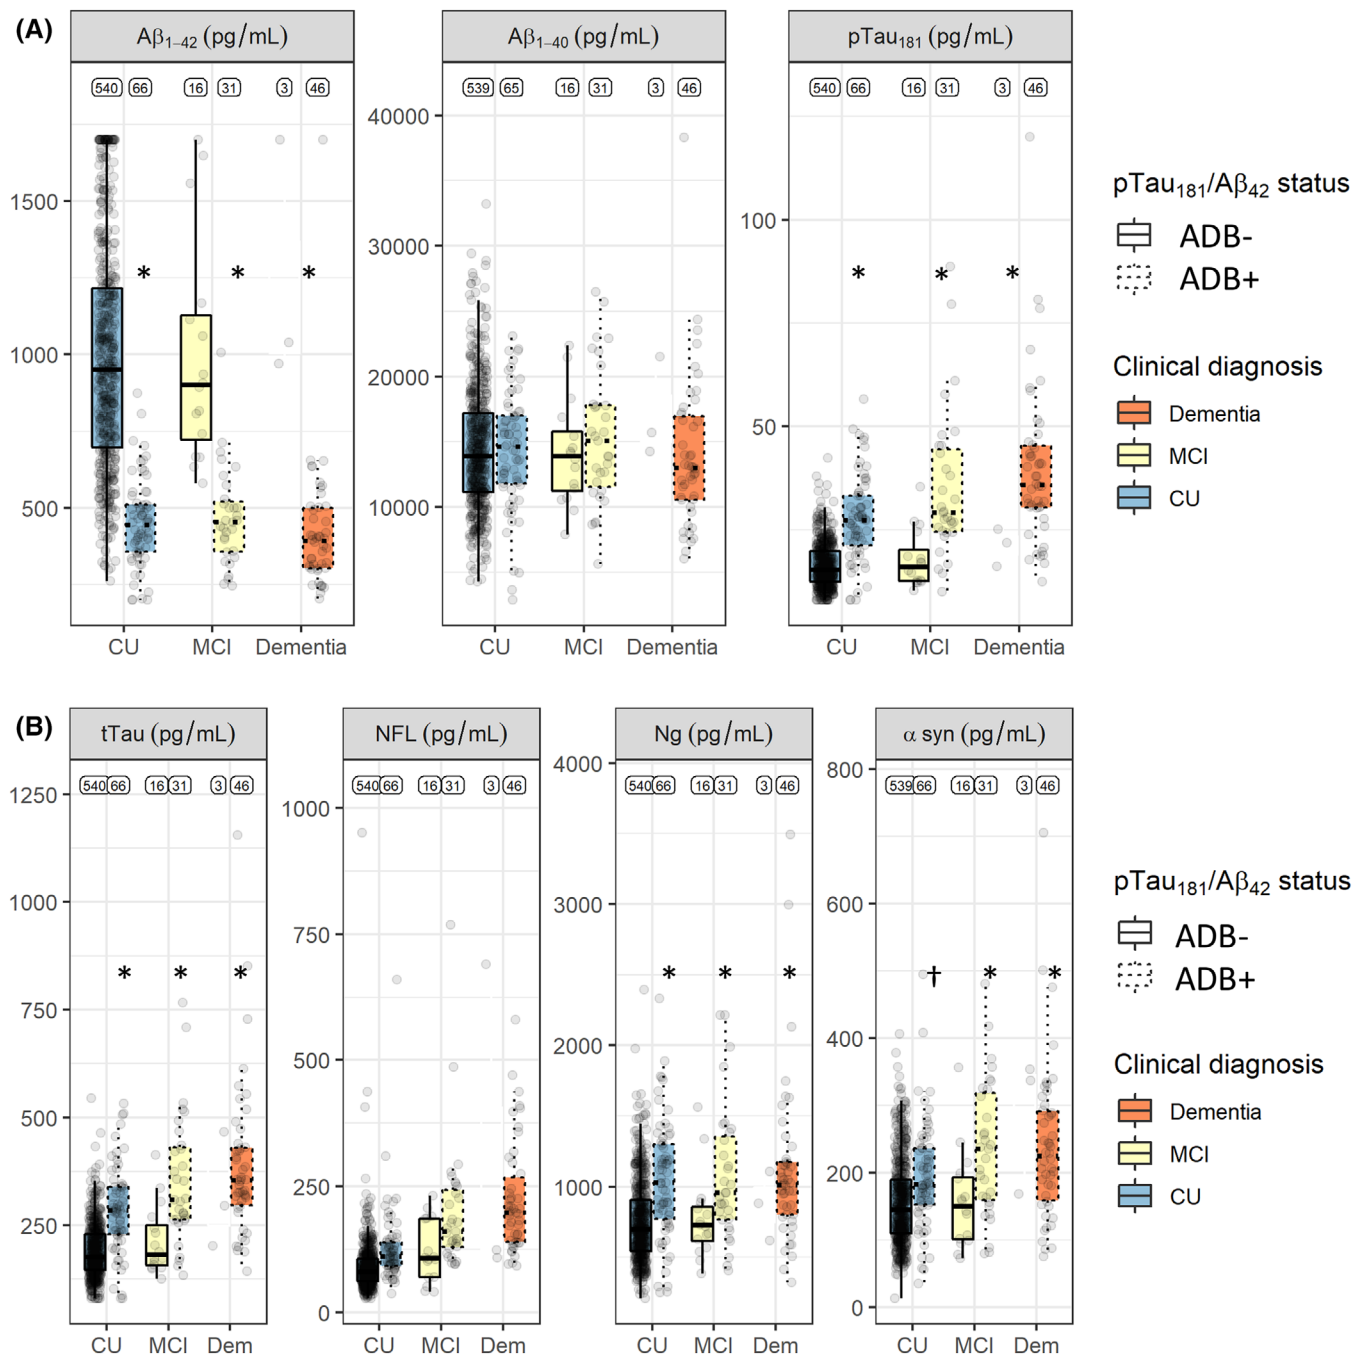 (A)
Aβ1–42 (pg/mL)
Aβ1–40 (pg/mL)
pTau181 (pg/mL)
540 66 16 31 3 46
539 65 16 31 3 46
540 66 16 31 3 46
1500
1000
500
40000
30000
20000
10000
100
50
* * *
* * *
CU MCI Dementia
CU MCI Dementia
CU MCI Dementia
pTau181/Aβ42 status
ADB-
ADB+
Clinical diagnosis
Dementia
MCI
CU
(B)
tTau (pg/mL)
NFL (pg/mL)
Ng (pg/mL)
α syn (pg/mL)
540 66 16 31 3 46
540 66 16 31 3 46
540 66 16 31 3 46
539 66 16 31 3 46
1250
1000
750
500
250
1000
750
500
250
0
4000
3000
2000
1000
800
600
400
200
0
* * *
* * *
† * *
CU MCI Dem
CU MCI Dem
CU MCI Dem
CU MCI Dem
pTau181/Aβ42 status
ADB-
ADB+
Clinical diagnosis
Dementia
MCI
CU